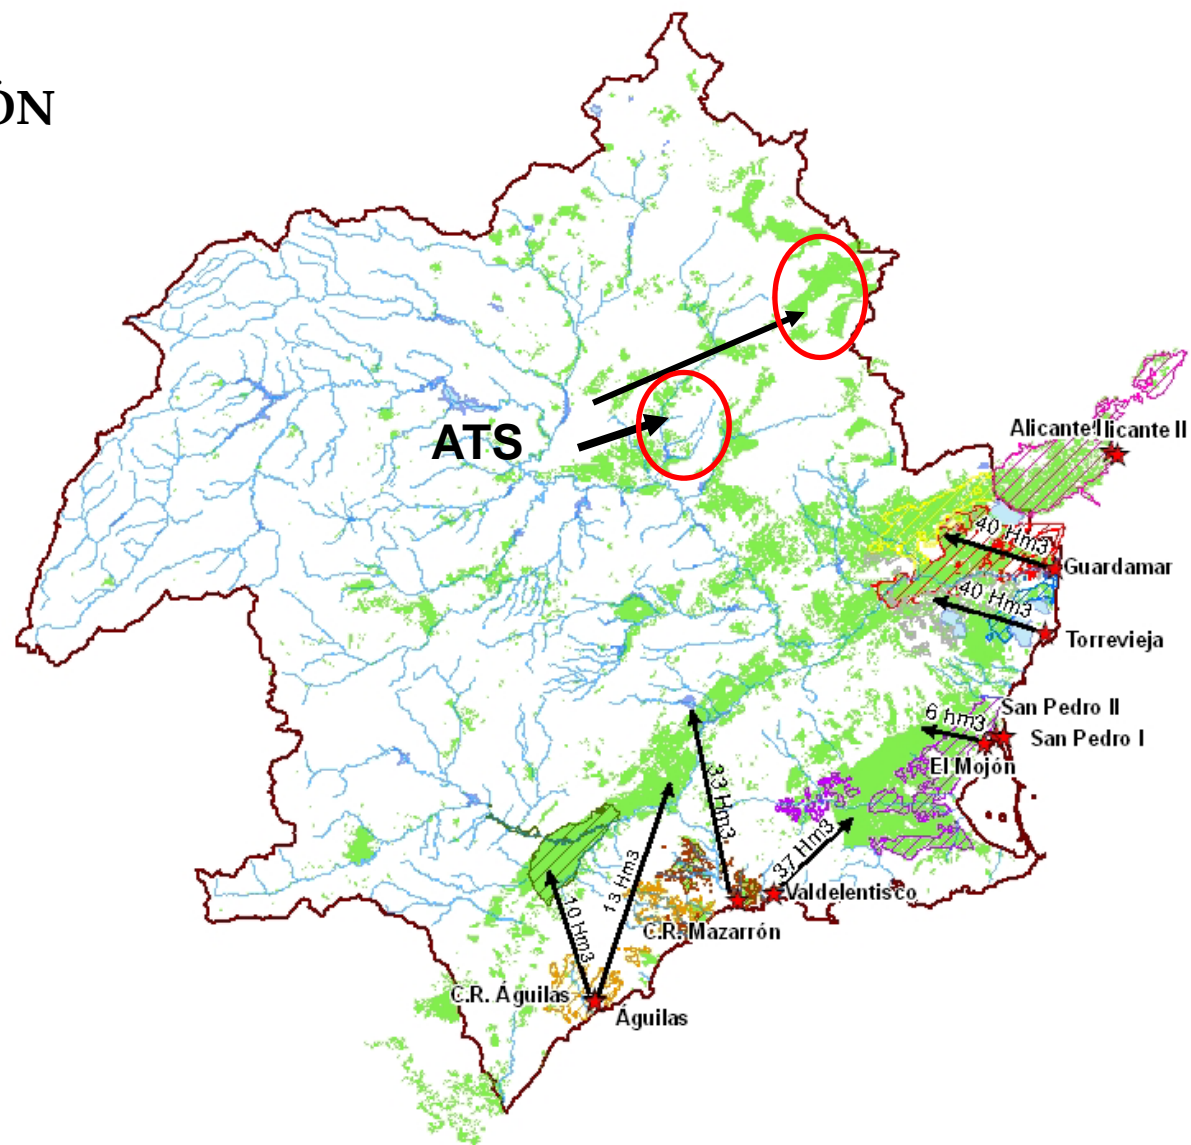 ÓN
ATS
Alicante I
licante II
40 Hm3
Guardamar
40 Hm3
Torrevieja
San Pedro II
6 hm3
San Pedro I
El Mojón
33 Hm3
37 Hm3
13 Hm3
Valdelentisco
10 Hm3
C.R. Mazarrón
C.R. Águilas
Águilas